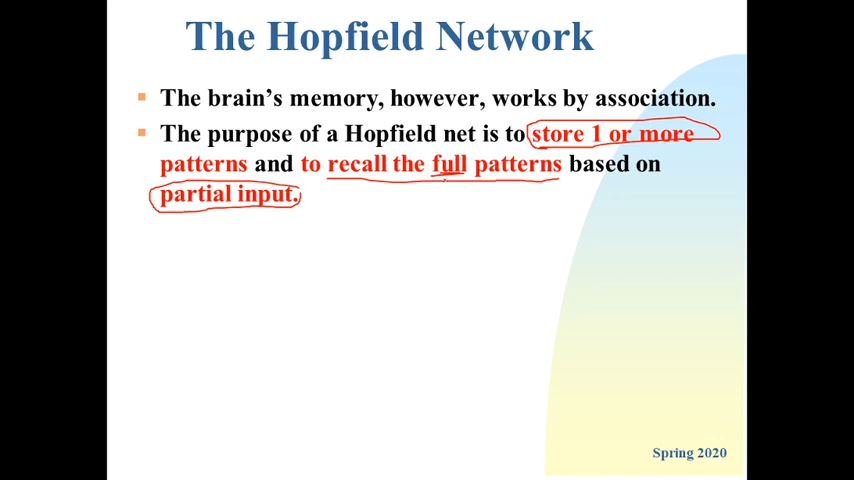 The Hopfield Network
The brain's memory, however, works by association.
The purpose of a Hopfield net is to store 1 or more
patterns and to recall the full patterns based on
partial input.
Spring 2020